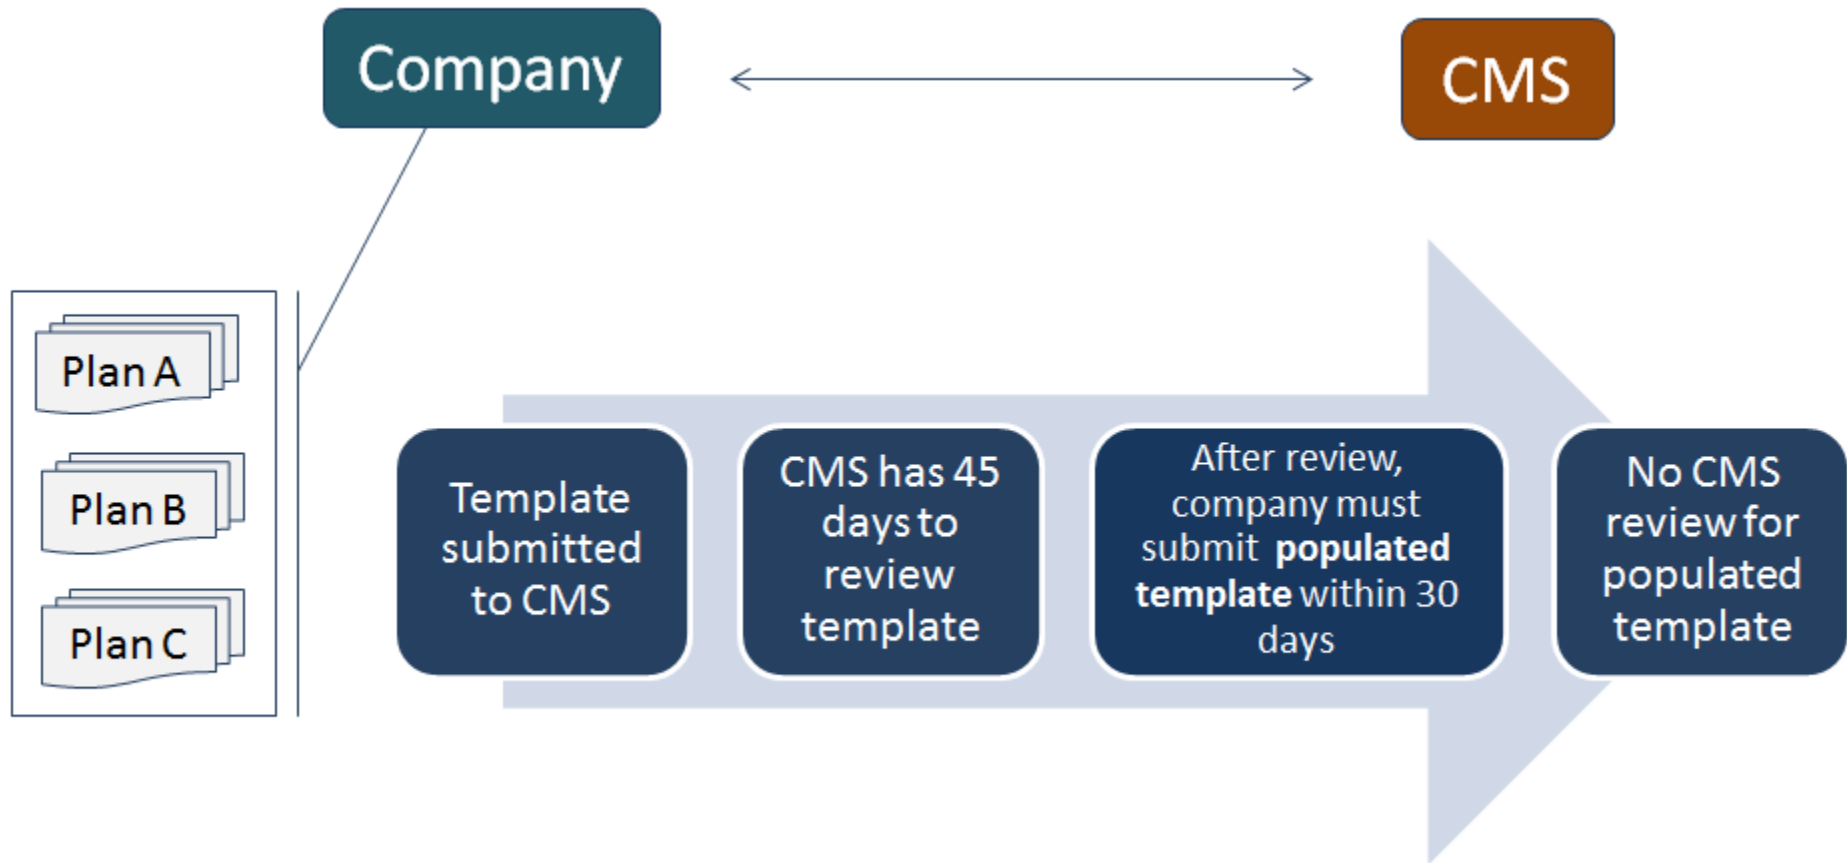 Company
CMS
Plan A
Plan B
Plan C
Template
submitted
to CMS
CMS has 45
days to
review
template
After review,
company must
submit populated
template within 30
days
No CMS
review for
populated
template